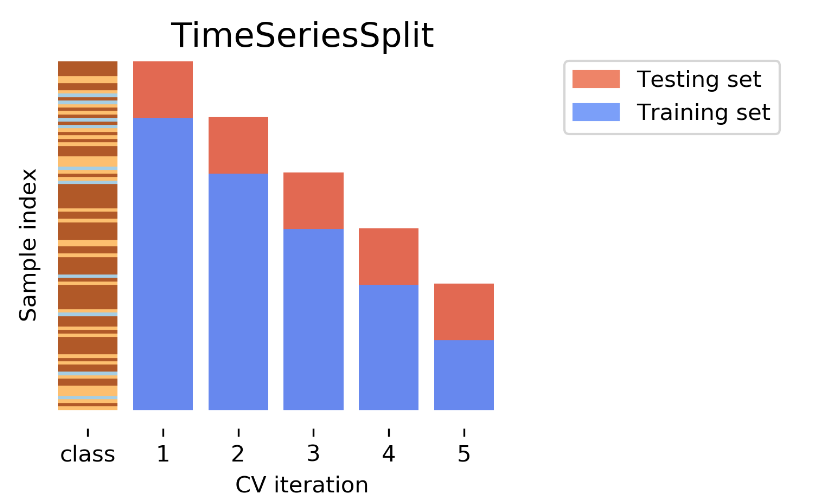 TimeSeriesSplit
Testing set
Training set
Sample index
class 1 2 3 4 5
CV iteration